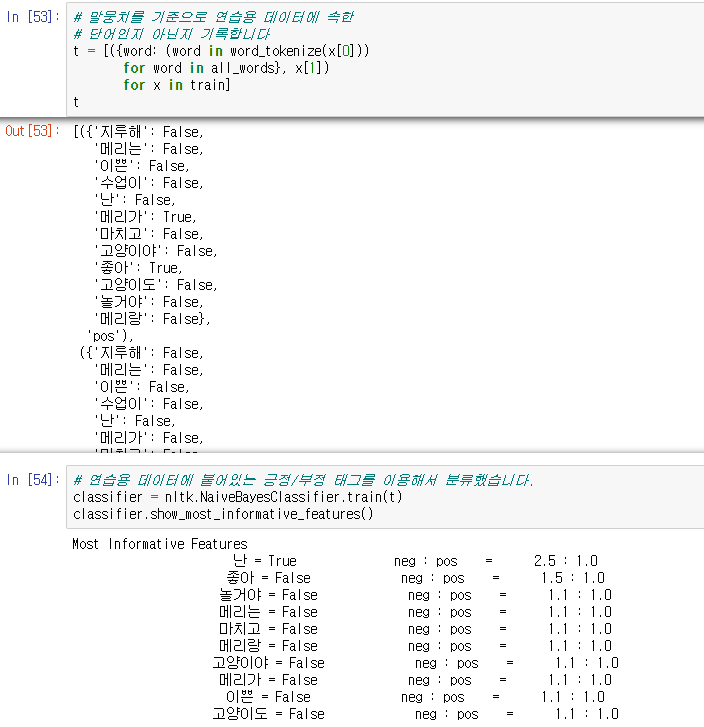 In [53]: # 말뭉치를 기준으로 연습용 데이터에 속한
# 단어인지 아닌지 기록합니다
t = [({word: (word in word_tokenize(x[0]))
for word in all_words}, x[1])
for x in train]
t
Out[53]: [({'지루해': False,
'메리는': False,
'이쁜': False,
'수업이': False,
'난': False,
'메리가': True,
'마치고': False,
'고양이야': False,
'좋아': True,
'고양이도': False,
'놀거야': False,
'메리랑': False},
'pos'),
({'지루해': False,
'메리는': False,
'이쁜': False,
'수업이': False,
'난': False,
'메리가': False,
'마치고': False,
In [54]: # 연습용 데이터에 붙어있는 긍정/부정 태그를 이용해서 분류했습니다.
classifier = nltk.NaiveBayesClassifier.train(t)
classifier.show_most_informative_features()
Most Informative Features
난 = True neg : pos = 2.5 : 1.0
좋아 = False neg : pos = 1.5 : 1.0
놀거야 = False neg : pos = 1.1 : 1.0
메리는 = False neg : pos = 1.1 : 1.0
마치고 = False neg : pos = 1.1 : 1.0
메리랑 = False neg : pos = 1.1 : 1.0
고양이야 = False neg : pos = 1.1 : 1.0
메리가 = False neg : pos = 1.1 : 1.0
이쁜 = False neg : pos = 1.1 : 1.0
고양이도 = False neg : pos = 1.1 : 1.0